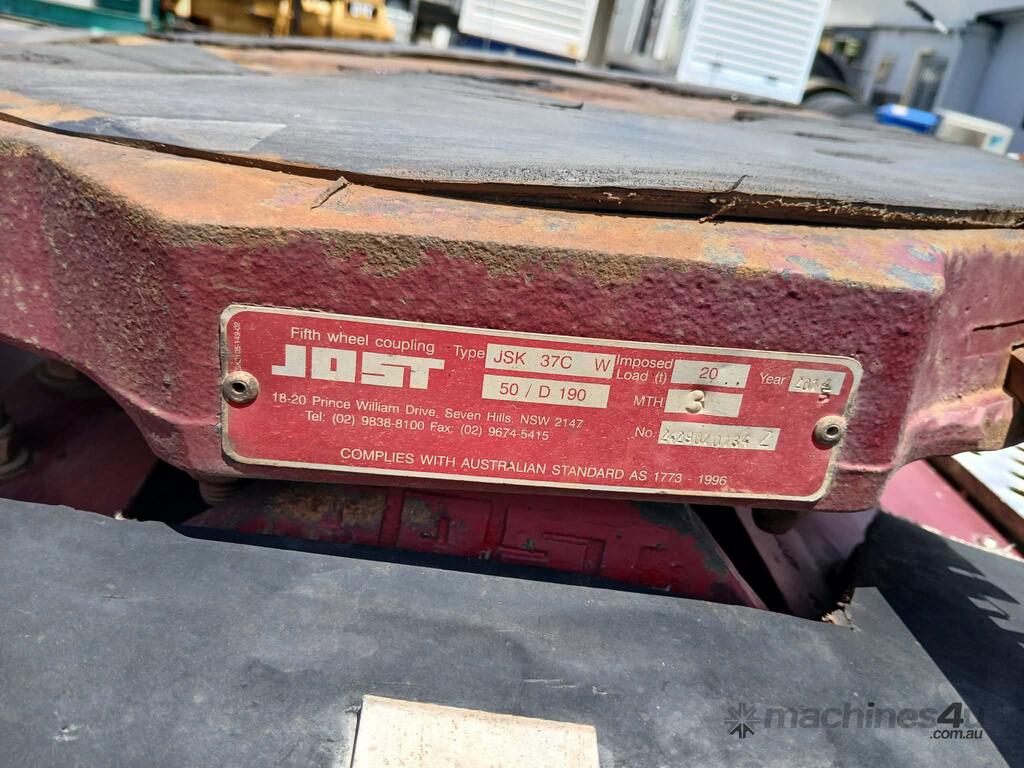 Fifth wheel coupling
JOST
Type JSK 37C W
50 / D 190
Imposed Load (t) 20
MTH 3
Year
No.
18-20 Prince William Drive, Seven Hills, NSW 2147
Tel: (02) 9838-8100 Fax: (02) 9674-5415
COMPLIES WITH AUSTRALIAN STANDARD AS 1773 - 1996
JOST
machines4u
.com.au